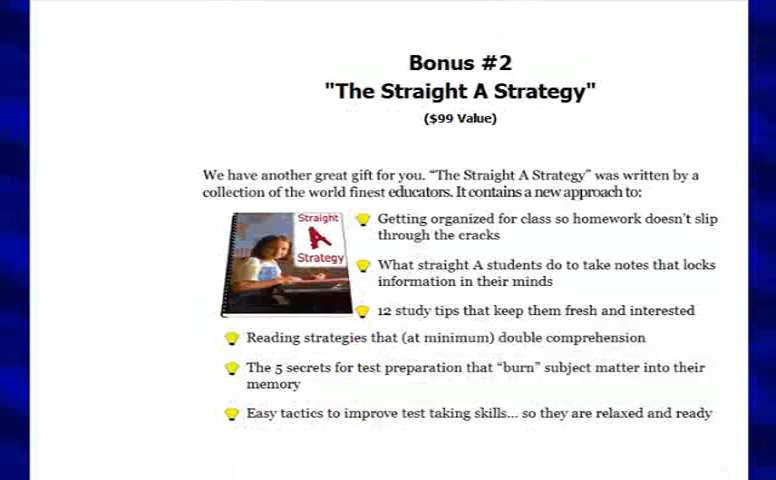 Bonus #2
"The Straight A Strategy"
($99 Value)
We have another great gift for you. “The Straight A Strategy” was written by a
collection of the world finest educators. It contains a new approach to:
Straight
A
Strategy
Getting organized for class so homework doesn’t slip
through the cracks
What straight A students do to take notes that locks
information in their minds
12 study tips that keep them fresh and interested
Reading strategies that (at minimum) double comprehension
The 5 secrets for test preparation that “burn” subject matter into their
memory
Easy tactics to improve test taking skills... so they are relaxed and ready